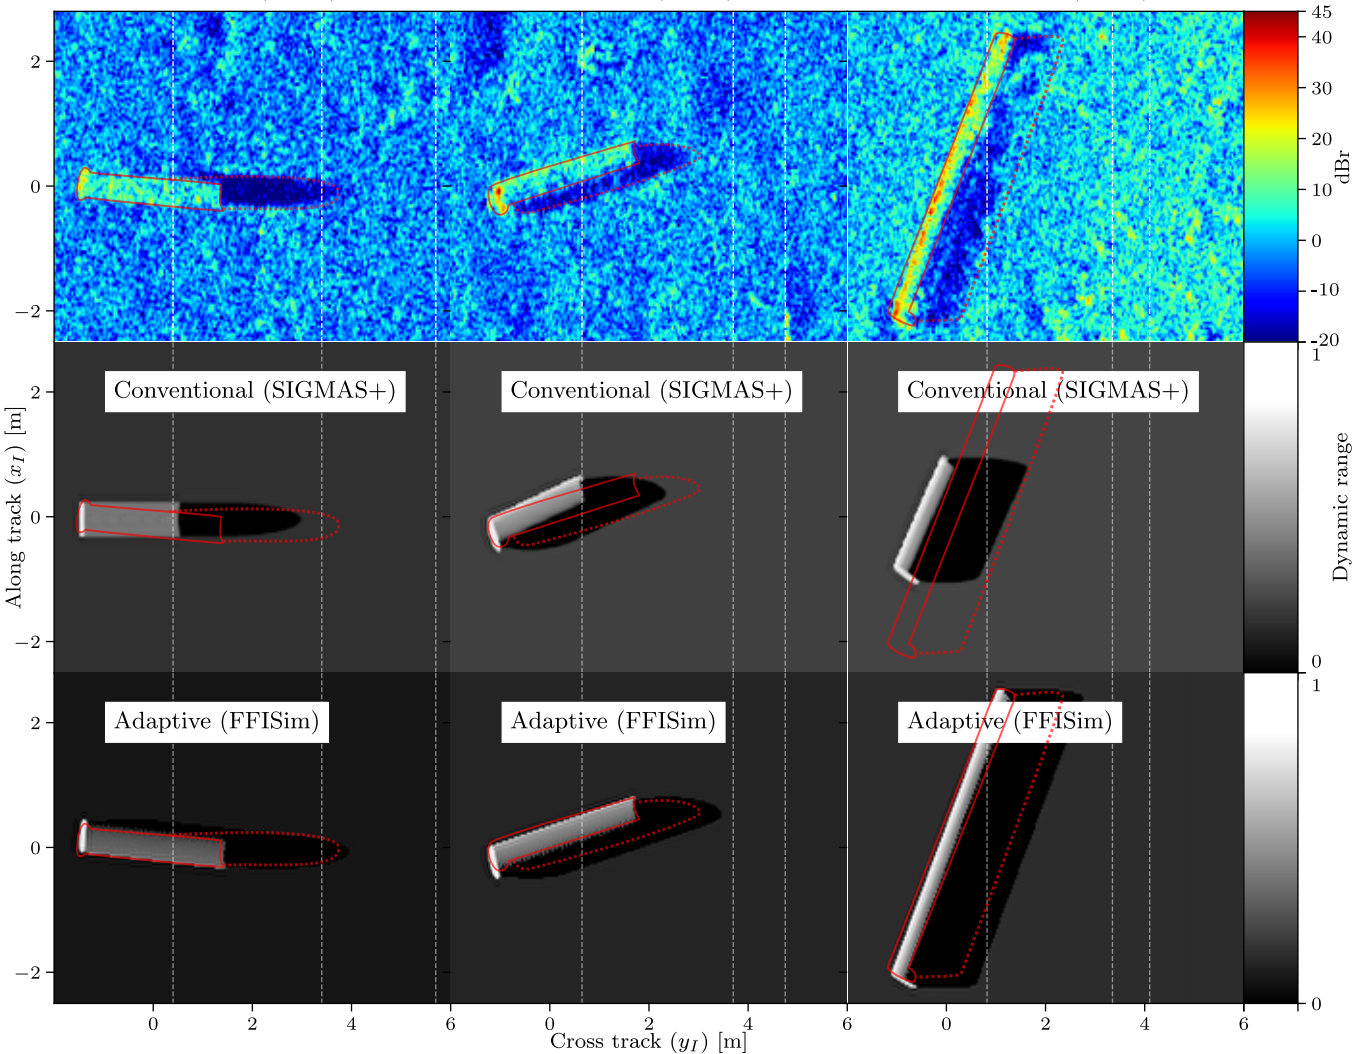 2
0
−2
45
40
30
20
10
0
-10
-20
dBr
Conventional (SIGMAS+)
Conventional (SIGMAS+)
Conventional (SIGMAS+)
2
0
−2
1
0
Along track (x_I) [m]
Dynamic range
Adaptive (FFISim)
Adaptive (FFISim)
Adaptive (FFISim)
2
0
−2
1
0
0 2 4 6 0 2 4 6 0 2 4 6
Cross track (y_I) [m]